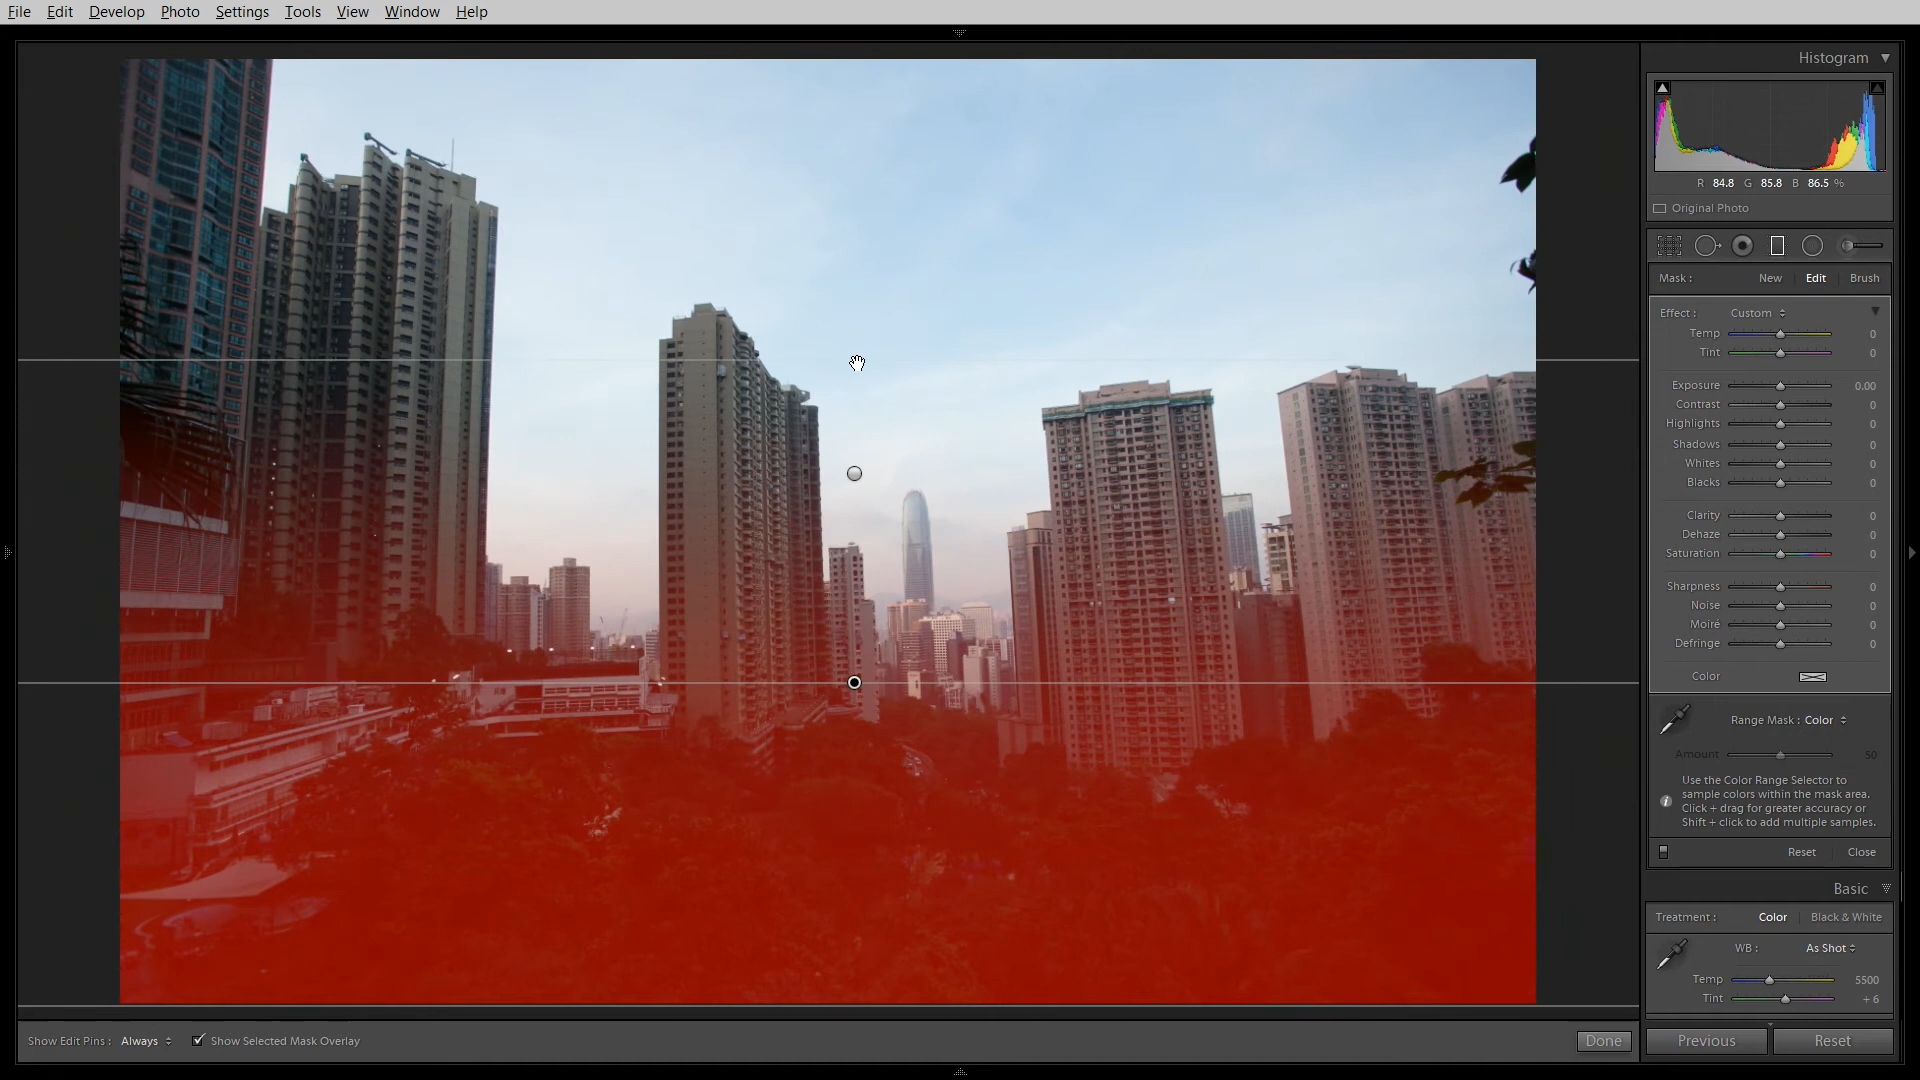 File Edit Develop Photo Settings Tools View Window Help
Histogram
R 84.8 G 85.8 B 86.5 %
Original Photo
Mask : New Edit Brush
Effect : Custom
Temp 0
Tint 0
Exposure 0.00
Contrast 0
Highlights 0
Shadows 0
Whites 0
Blacks 0
Clarity 0
Dehaze 0
Saturation 0
Sharpness 0
Noise 0
Moiré 0
Defringe 0
Color
Range Mask : Color
Amount 50
Use the Color Range Selector to
sample colors within the mask area.
Click + drag for greater accuracy or
Shift + click to add multiple samples.
Reset Close
Basic
Treatment : Color Black & White
WB : As Shot
Temp 5500
Tint + 6
Show Edit Pins : Always Show Selected Mask Overlay Done Previous Reset